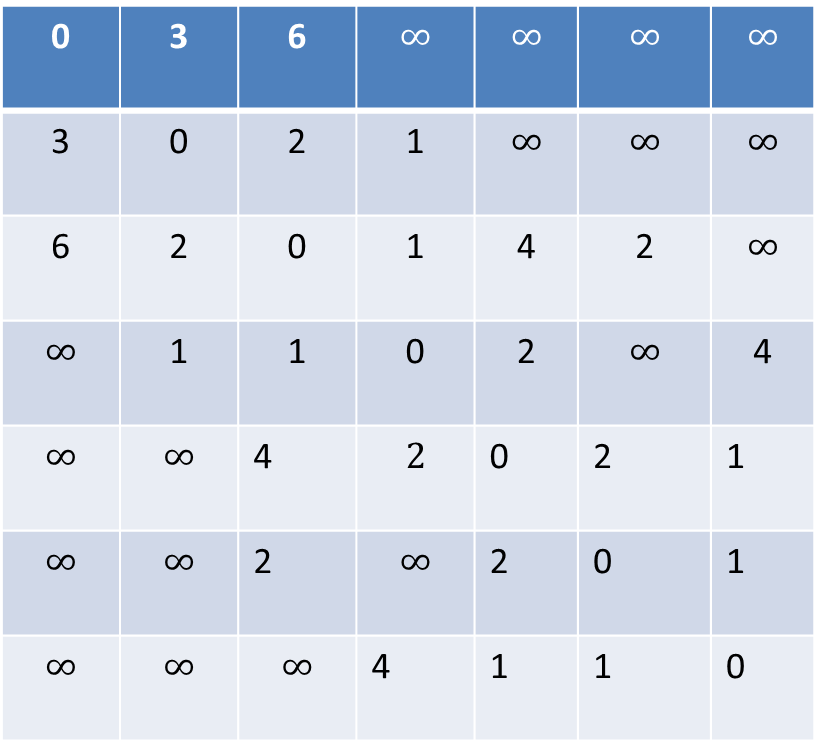 0 3 6 ∞ ∞ ∞ ∞
3 0 2 1 ∞ ∞ ∞
6 2 0 1 4 2 ∞
∞ 1 1 0 2 ∞ 4
∞ ∞ 4 2 0 2 1
∞ ∞ 2 ∞ 2 0 1
∞ ∞ ∞ 4 1 1 0